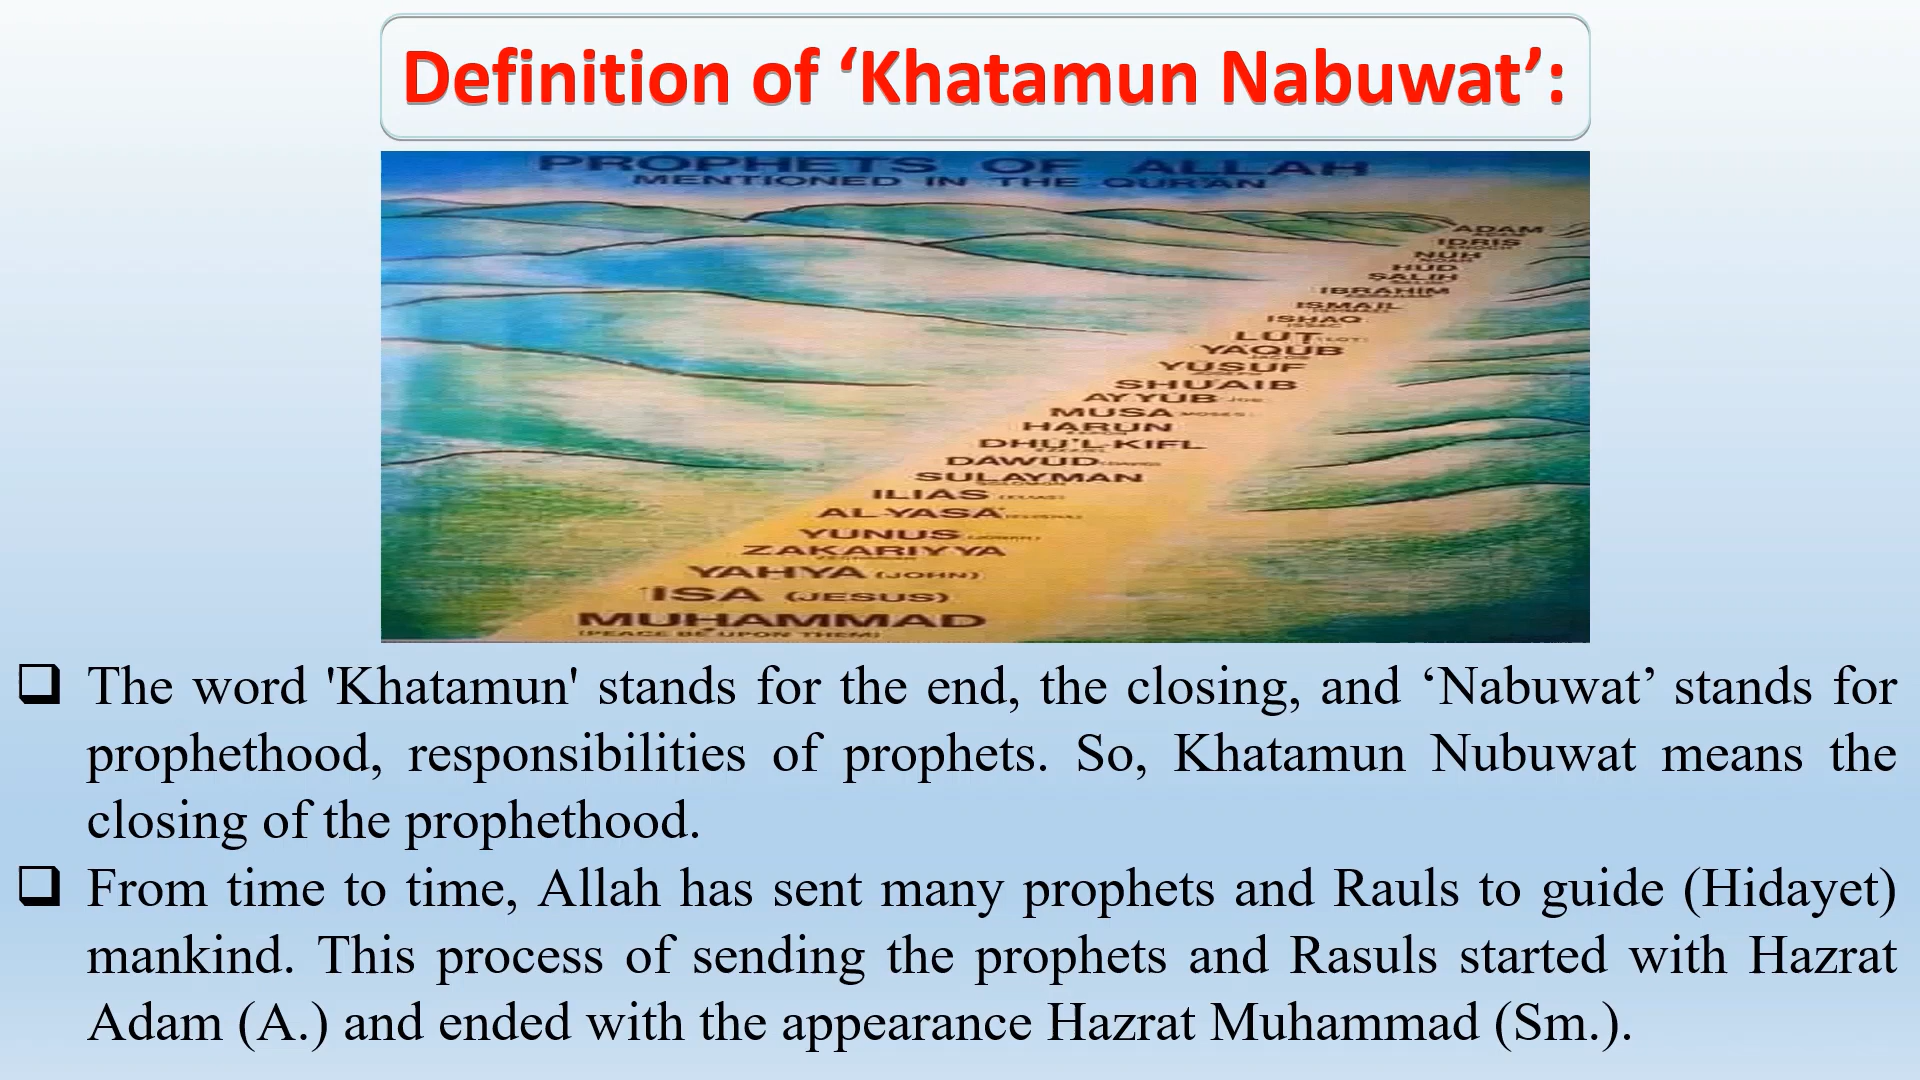 Definition of ‘Khatamun Nabuwat’:
PROPHETS OF ALLAH
MENTIONED IN THE QUR'AN
ADAM
IDRIS
NUH
HUD
SALIH
IBRAHIM
ISMAIL
ISHAQ
LUT (LOT)
YAQUB
YUSUF
SHUAIB
AYYUB
MUSA (MOSES)
HARUN
DHU'L-KIFL
DAWUD (DAVID)
SULAYMAN
ILIAS
AL-YASA'
YUNUS
ZAKARIYYA
YAHYA (JOHN)
'ISA (JESUS)
MUHAMMAD
(PEACE BE UPON THEM)
❑ The word 'Khatamun' stands for the end, the closing, and ‘Nabuwat’ stands for
prophethood, responsibilities of prophets. So, Khatamun Nubuwat means the
closing of the prophethood.
❑ From time to time, Allah has sent many prophets and Rauls to guide (Hidayet)
mankind. This process of sending the prophets and Rasuls started with Hazrat
Adam (A.) and ended with the appearance Hazrat Muhammad (Sm.).